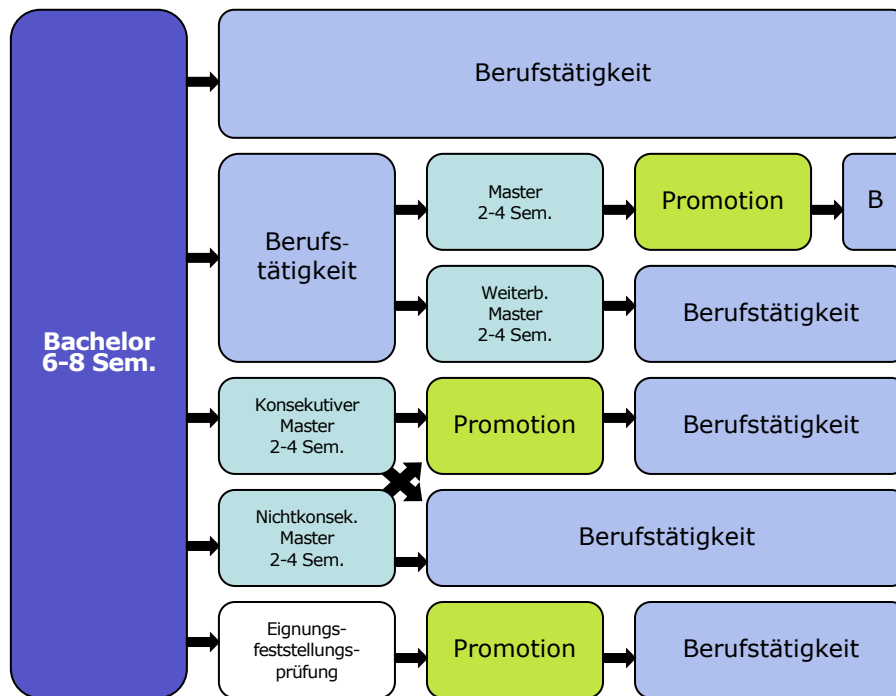 Bachelor
6-8 Sem.
Berufstätigkeit
Berufs-
tätigkeit
Master
2-4 Sem.
Promotion
B
Weiterb.
Master
2-4 Sem.
Berufstätigkeit
Konsekutiver
Master
2-4 Sem.
Promotion
Berufstätigkeit
Nichtkonsek.
Master
2-4 Sem.
Berufstätigkeit
Eignungs-
feststellungs-
prüfung
Promotion
Berufstätigkeit